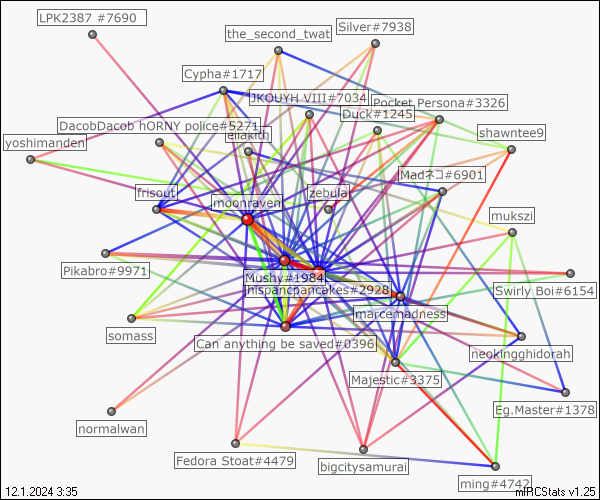 LPK2387 #7690
Silver#7938
the_second_twat
Cypha#1717
JKOUYH VIII#7034
Pocket Persona#3326
Duck#1245
DacobDacob hORNY police#5271
eliakith
shawntee9
yoshimanden
Madネコ#6901
frisout
zebula
moonraven
mukszi
Pikabro#9971
Mushy#1984
Swirly Boi#6154
hispanicpancakes#2928
marcemadness
somass
Can anything be saved#0396
neokingghidorah
Majestic#3375
Eg.Master#1378
normalwan
Fedora Stoat#4479
bigcitysamurai
ming#4742
12.1.2024 3:35
mIRCStats v1.25